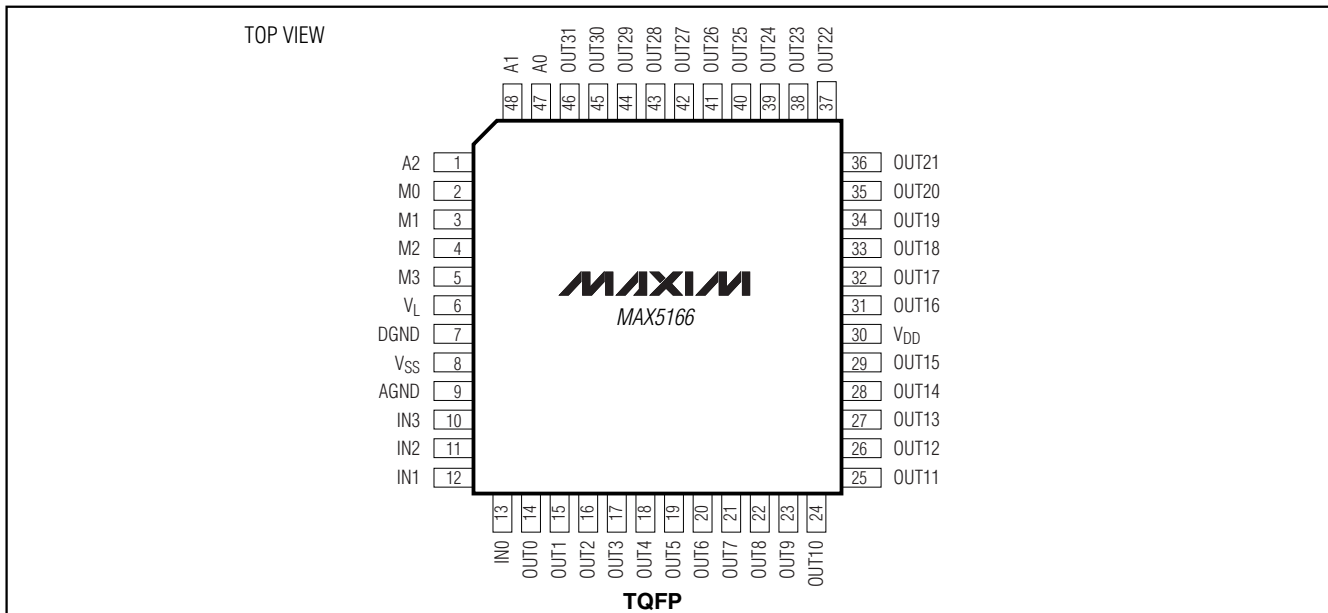 TOP VIEW
A1
A0
OUT31
OUT30
OUT29
OUT28
OUT27
OUT26
OUT25
OUT24
OUT23
OUT22
48
47
46
45
44
43
42
41
40
39
38
37
A2 1
M0 2
M1 3
M2 4
M3 5
VL 6
DGND 7
VSS 8
AGND 9
IN3 10
IN2 11
IN1 12
MAXIM
MAX5166
36 OUT21
35 OUT20
34 OUT19
33 OUT18
32 OUT17
31 OUT16
30 VDD
29 OUT15
28 OUT14
27 OUT13
26 OUT12
25 OUT11
13
14
15
16
17
18
19
20
21
22
23
24
IN0
OUT0
OUT1
OUT2
OUT3
OUT4
OUT5
OUT6
OUT7
OUT8
OUT9
OUT10
TQFP